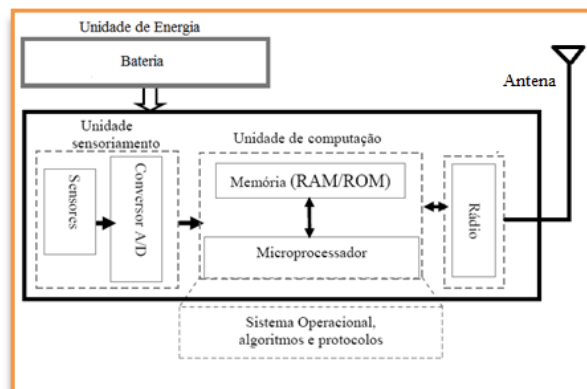 Unidade de Energia
Bateria
Antena
Unidade
sensoriamento
Sensores
Conversor A/D
Unidade de computação
Memória (RAM/ROM)
Microprocessador
Rádio
Sistema Operacional,
algoritmos e protocolos